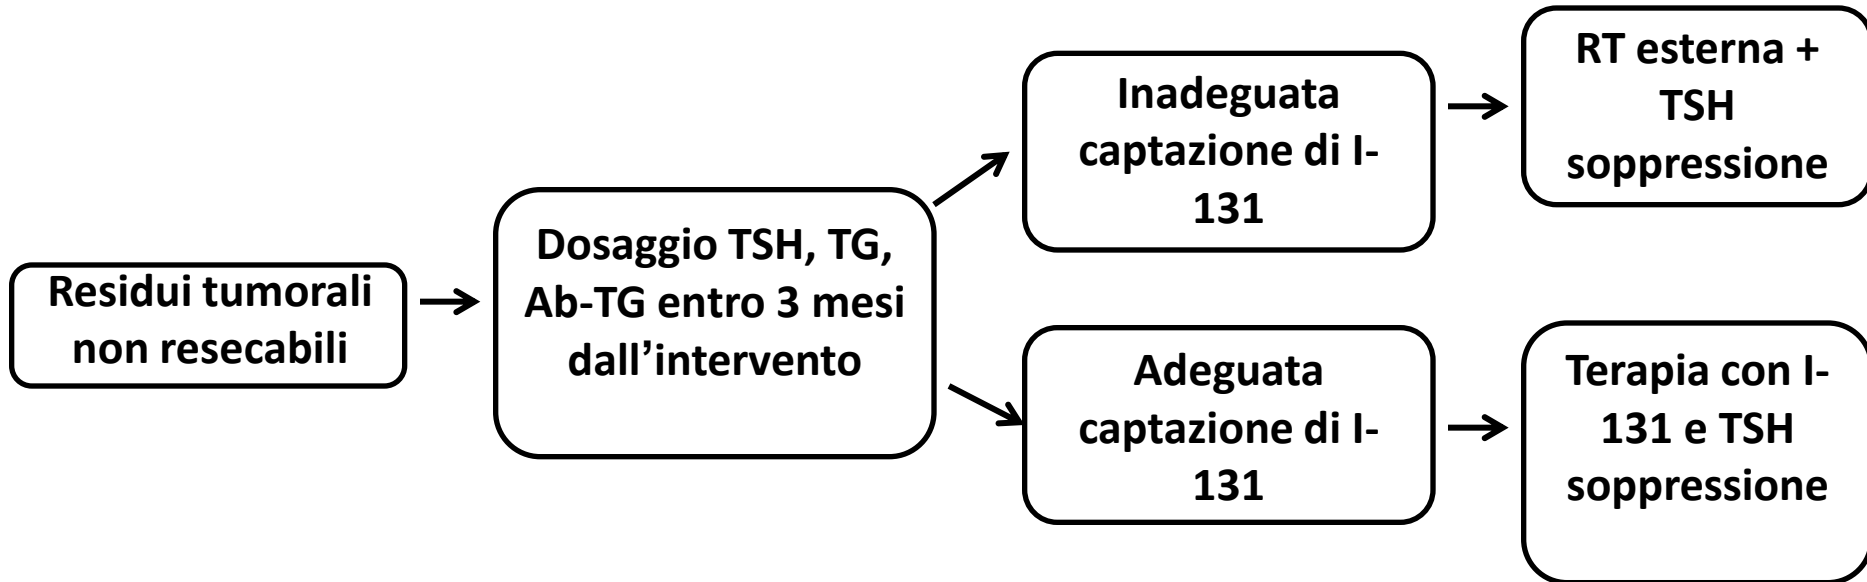 Residui tumorali
non resecabili
Dosaggio TSH, TG,
Ab-TG entro 3 mesi
dall’intervento
Inadeguata
captazione di I-
131
RT esterna +
TSH
soppressione
Adeguata
captazione di I-
131
Terapia con I-
131 e TSH
soppressione